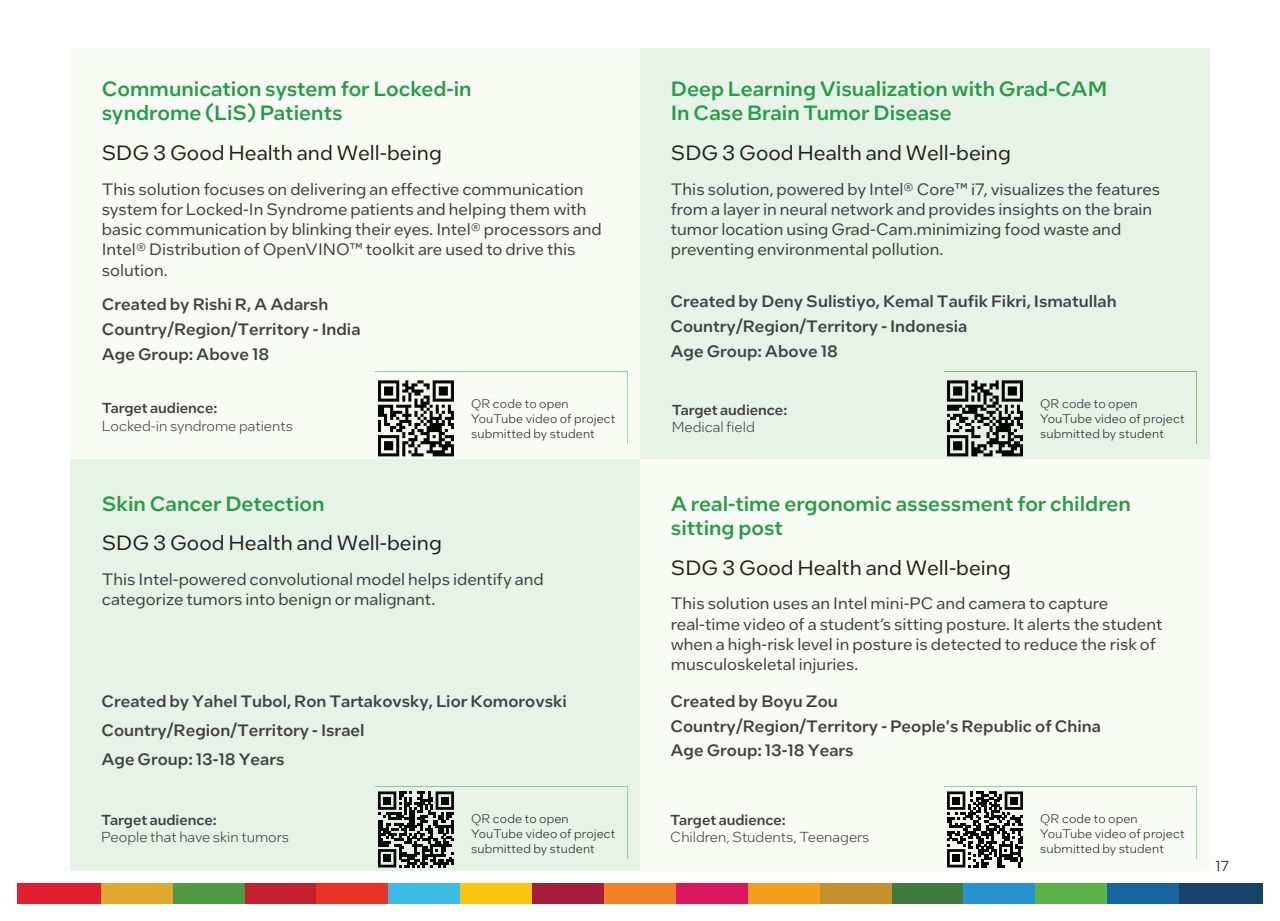 Communication system for Locked-in
syndrome (LiS) Patients
SDG 3 Good Health and Well-being
This solution focuses on delivering an effective communication
system for Locked-In Syndrome patients and helping them with
basic communication by blinking their eyes. Intel® processors and
Intel® Distribution of OpenVINO™ toolkit are used to drive this
solution.
Created by Rishi R, A Adarsh
Country/Region/Territory - India
Age Group: Above 18
Target audience:
Locked-in syndrome patients
QR code to open
YouTube video of project
submitted by student
Deep Learning Visualization with Grad-CAM
In Case Brain Tumor Disease
SDG 3 Good Health and Well-being
This solution, powered by Intel® Core™ i7, visualizes the features
from a layer in neural network and provides insights on the brain
tumor location using Grad-Cam.minimizing food waste and
preventing environmental pollution.
Created by Deny Sulistiyo, Kemal Taufik Fikri, Ismatullah
Country/Region/Territory - Indonesia
Age Group: Above 18
Target audience:
Medical field
QR code to open
YouTube video of project
submitted by student
Skin Cancer Detection
SDG 3 Good Health and Well-being
This Intel-powered convolutional model helps identify and
categorize tumors into benign or malignant.
Created by Yahel Tubol, Ron Tartakovsky, Lior Komorovski
Country/Region/Territory - Israel
Age Group: 13-18 Years
Target audience:
People that have skin tumors
QR code to open
YouTube video of project
submitted by student
A real-time ergonomic assessment for children
sitting post
SDG 3 Good Health and Well-being
This solution uses an Intel mini-PC and camera to capture
real-time video of a student's sitting posture. It alerts the student
when a high-risk level in posture is detected to reduce the risk of
musculoskeletal injuries.
Created by Boyu Zou
Country/Region/Territory - People's Republic of China
Age Group: 13-18 Years
Target audience:
Children, Students, Teenagers
QR code to open
YouTube video of project
submitted by student
17